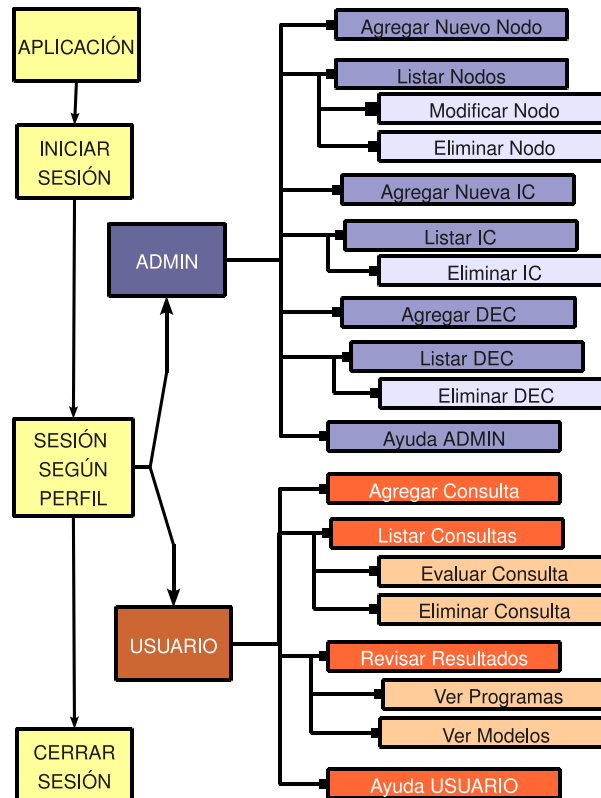 APLICACIÓN
INICIAR
SESIÓN
SESIÓN
SEGÚN
PERFIL
CERRAR
SESIÓN
ADMIN
Agregar Nuevo Nodo
Listar Nodos
Modificar Nodo
Eliminar Nodo
Agregar Nueva IC
Listar IC
Eliminar IC
Agregar DEC
Listar DEC
Eliminar DEC
Ayuda ADMIN
USUARIO
Agregar Consulta
Listar Consultas
Evaluar Consulta
Eliminar Consulta
Revisar Resultados
Ver Programas
Ver Modelos
Ayuda USUARIO